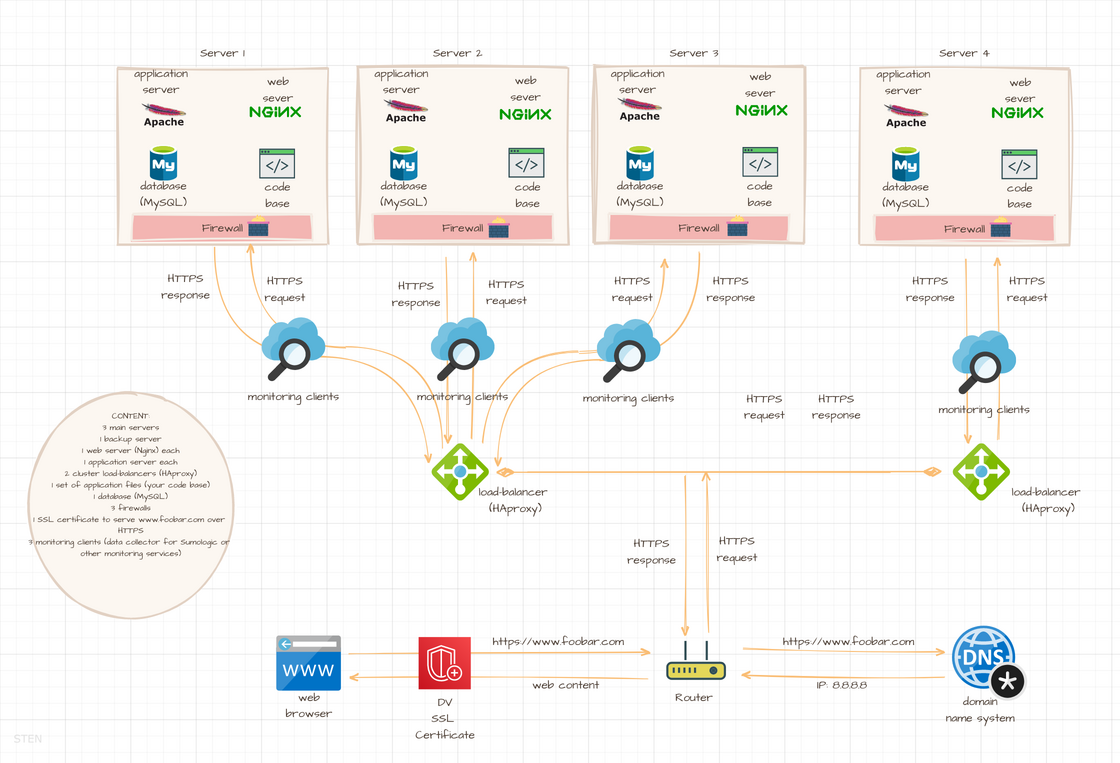 Server 1
Server 2
Server 3
Server 4
application
server
web
sever
Apache
NGINX
My
database
(MySQL)
</>
code
base
Firewall
application
server
web
sever
Apache
NGINX
My
database
(MySQL)
</>
code
base
Firewall
application
server
web
sever
Apache
NGINX
My
database
(MySQL)
</>
code
base
Firewall
application
server
web
sever
Apache
NGINX
My
database
(MySQL)
</>
code
base
Firewall
HTTPS
response
HTTPS
request
HTTPS
response
HTTPS
request
HTTPS
request
HTTPS
response
HTTPS
response
HTTPS
request
monitoring clients
monitoring clients
monitoring clients
monitoring clients
HTTPS
request
HTTPS
response
CONTENT:
3 main servers
1 backup server
1 web server (Nginx) each
1 application server each
2 cluster load-balancers (HAproxy)
1 set of application files (your code base)
1 database (MySQL)
3 firewalls
1 SSL certificate to serve www.foobar.com over
HTTPS
3 monitoring clients (data collector for Sumologic or
other monitoring services)
load-balancer
(HAproxy)
load-balancer
(HAproxy)
HTTPS
response
HTTPS
request
https://www.foobar.com
https://www.foobar.com
WWW
DNS
*
web content
IP: 8.8.8.8
web
browser
DV
SSL
Certificate
Router
domain
name system
STEN